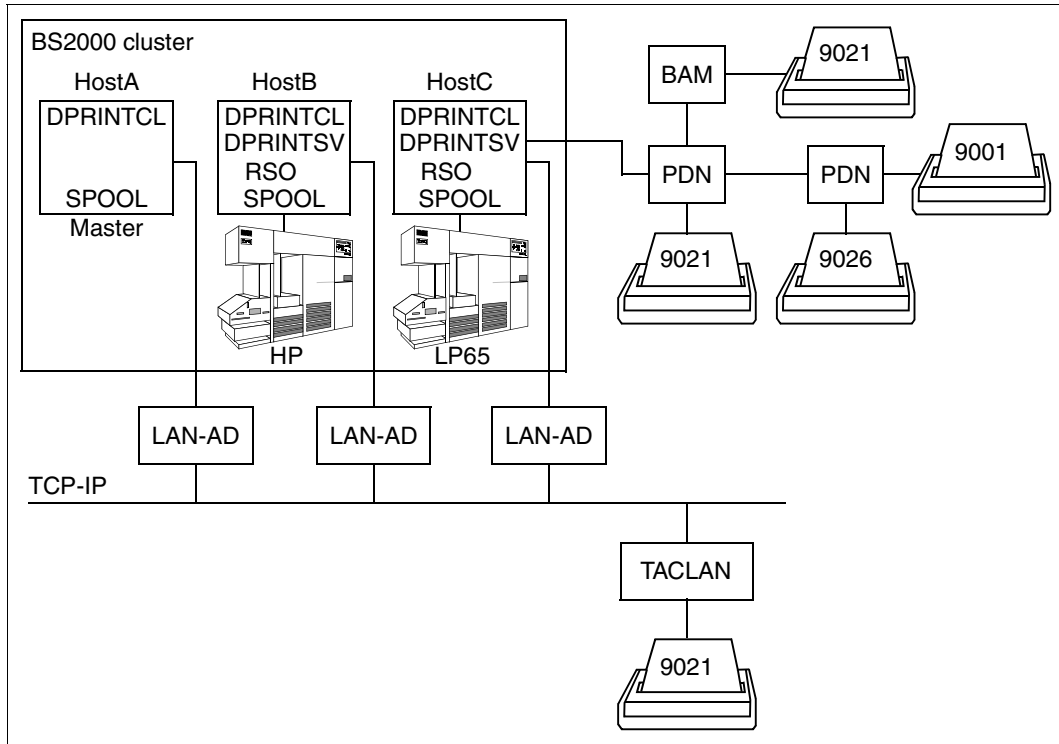 BS2000 cluster
HostA
HostB
HostC
DPRINTCL
SPOOL
Master
DPRINTCL
DPRINTSV
RSO
SPOOL
DPRINTCL
DPRINTSV
RSO
SPOOL
HP
LP65
BAM
9021
PDN
PDN
9001
9021
9026
LAN-AD
LAN-AD
LAN-AD
TCP-IP
TACLAN
9021